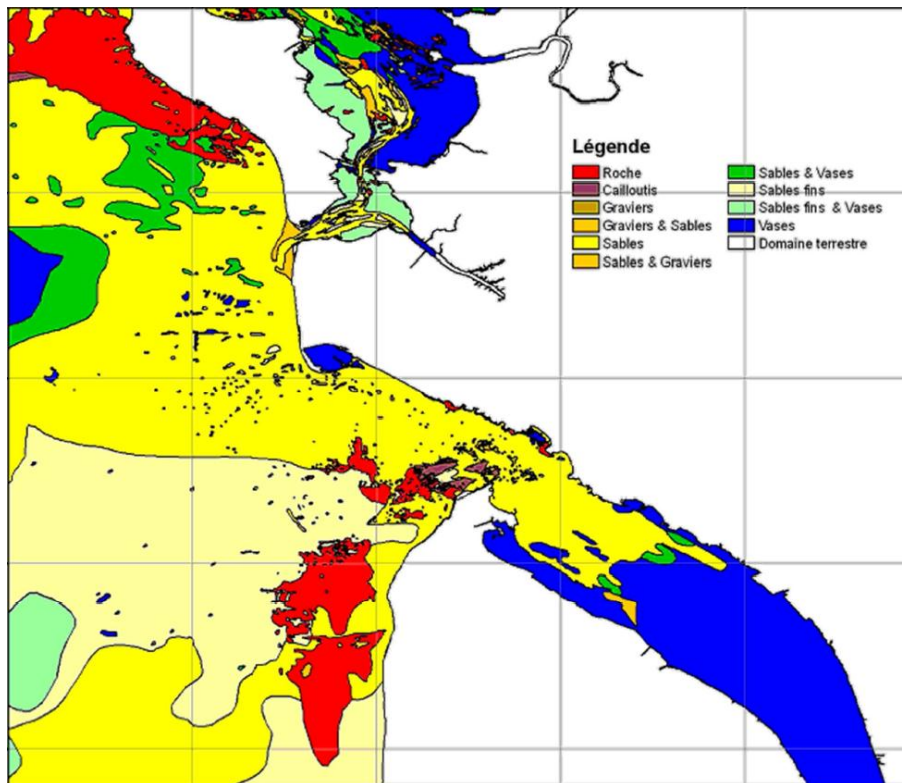 Légende
Roche
Cailloutis
Graviers
Graviers & Sables
Sables
Sables & Graviers
Sables & Vases
Sables fins
Sables fins & Vases
Vases
Domaine terrestre